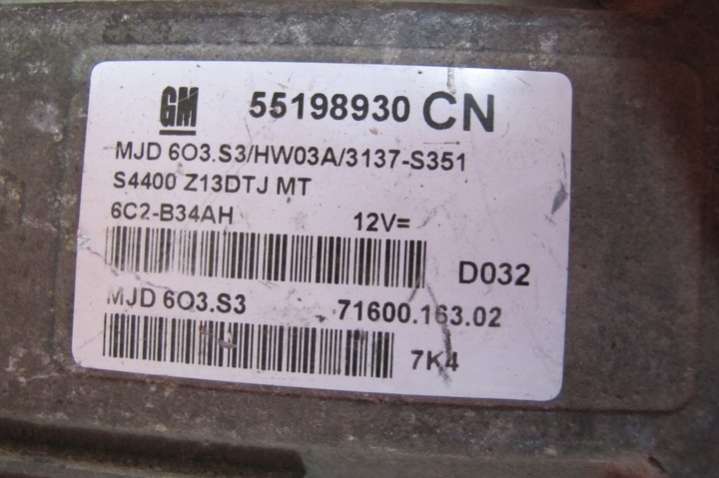 GM 55198930 CN
MJD 6O3.S3/HW03A/3137-S351
S4400 Z13DTJ MT
6C2-B34AH 12V=
D032
MJD 6O3.S3 71600.163.02
7K4